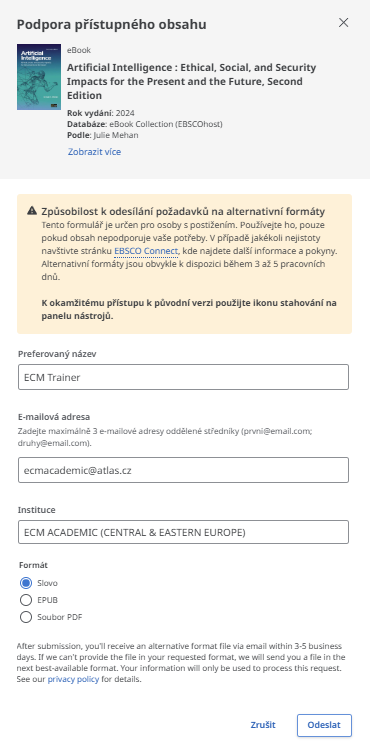 Podpora přístupného obsahu
Artificial
Intelligence
eBook
Artificial Intelligence : Ethical, Social, and Security
Impacts for the Present and the Future, Second
Edition
Rok vydání: 2024
Databáze: eBook Collection (EBSCOhost)
Podle: Julie Mehan
Zobrazit více
Způsobilost k odesílání požadavků na alternativní formáty
Tento formulář je určen pro osoby s postižením. Používejte ho, pouze
pokud obsah nepodporuje vaše potřeby. V případě jakékoli nejistoty
navštivte stránku EBSCO Connect, kde najdete další informace a pokyny.
Alternativní formáty jsou obvykle k dispozici během 3 až 5 pracovních
dnů.
K okamžitému přístupu k původní verzi použijte ikonu stahování na
panelu nástrojů.
Preferovaný název
ECM Trainer
E-mailová adresa
Zadejte maximálně 3 e-mailové adresy oddělené středníky (prvni@email.com;
druhy@email.com).
ecmacademic@atlas.cz
Instituce
ECM ACADEMIC (CENTRAL & EASTERN EUROPE)
Formát
Slovo
EPUB
Soubor PDF
After submission, you'll receive an alternative format file via email within 3-5 business
days. If we can't provide the file in your requested format, we will send you a file in the
next best-available format. Your information will only be used to process this request.
See our privacy policy for details.
Zrušit
Odeslat